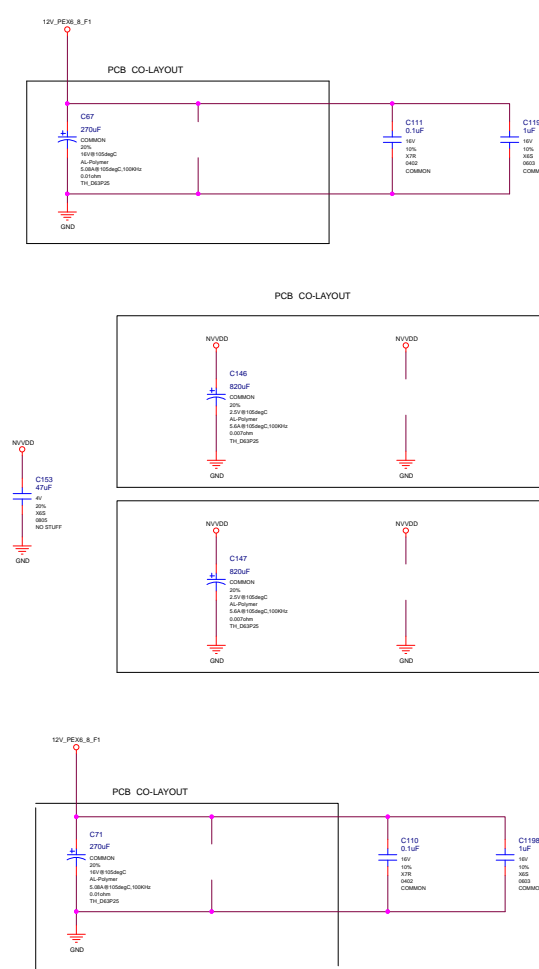 12V_PEX6_8_F1
PCB CO-LAYOUT
C67
270uF
COMMON
20%
16V@105degC
AL-Polymer
5.08A@105degC,100KHz
0.01ohm
TH_D63P25
GND
C111
0.1uF
16V
10%
X7R
0402
COMMON
C119
1uF
16V
10%
X6S
0603
COMM
PCB CO-LAYOUT
NVVDD
C146
820uF
COMMON
20%
2.5V@105degC
AL-Polymer
5.6A@105degC,100KHz
0.007ohm
TH_D63P25
GND
NVVDD
GND
NVVDD
C153
47uF
4V
20%
X6S
0805
NO STUFF
GND
NVVDD
C147
820uF
COMMON
20%
2.5V@105degC
AL-Polymer
5.6A@105degC,100KHz
0.007ohm
TH_D63P25
GND
NVVDD
GND
12V_PEX6_8_F1
PCB CO-LAYOUT
C71
270uF
COMMON
20%
16V@105degC
AL-Polymer
5.08A@105degC,100KHz
0.01ohm
TH_D63P25
GND
C110
0.1uF
16V
10%
X7R
0402
COMMON
C1198
1uF
16V
10%
X6S
0603
COMMO